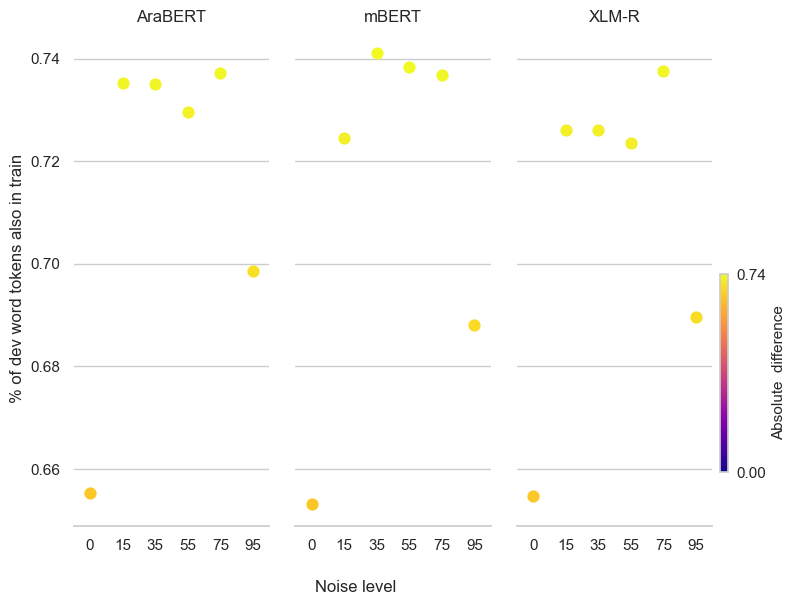 AraBERT mBERT XLM-R
% of dev word tokens also in train
0.74
0.72
0.70
0.68
0.66
0 15 35 55 75 95 0 15 35 55 75 95 0 15 35 55 75 95
Noise level
0.74
0.00
Absolute difference